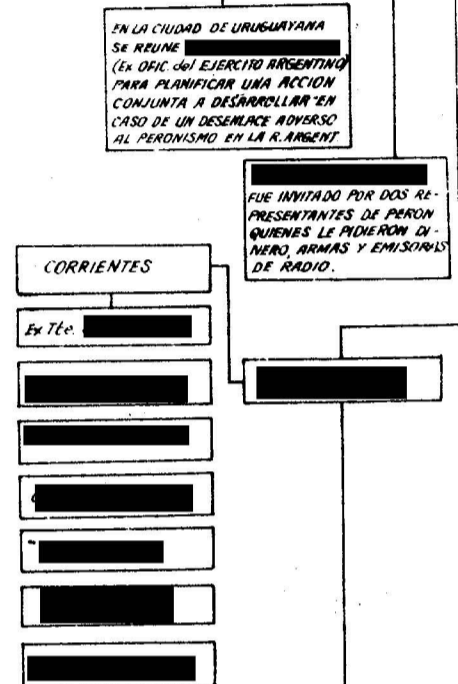 EN LA CIUDAD DE URUGUAYANA
SE REUNE
(Ex OFIC. del EJERCITO ARGENTINO)
PARA PLANIFICAR UNA ACCION
CONJUNTA A DESARROLLAR EN
CASO DE UN DESENLACE ADVERSO
AL PERONISMO EN LA R. ARGENT
FUE INVITADO POR DOS RE-
PRESENTANTES DE PERON
QUIENES LE PIDIERON DI-
NERO, ARMAS Y EMISORAS
DE RADIO.
CORRIENTES
Ex Tte.